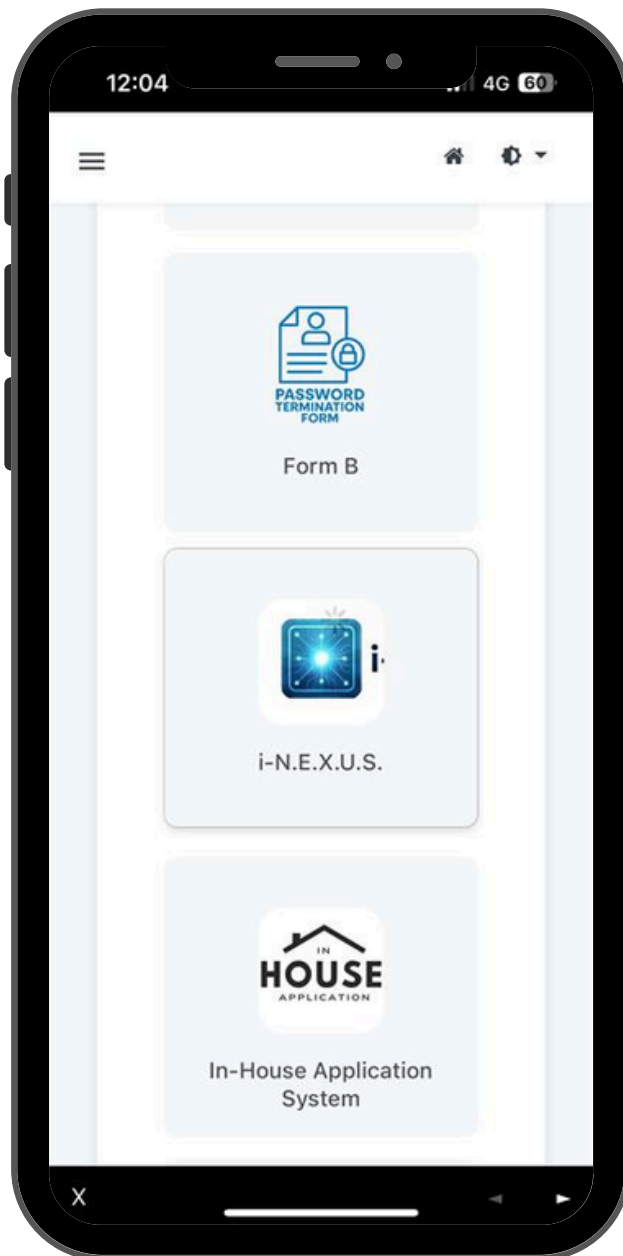 12:04
4G 60
PASSWORD
TERMINATION
FORM
Form B
i-
i-N.E.X.U.S.
IN
HOUSE
APPLICATION
In-House Application
System
X